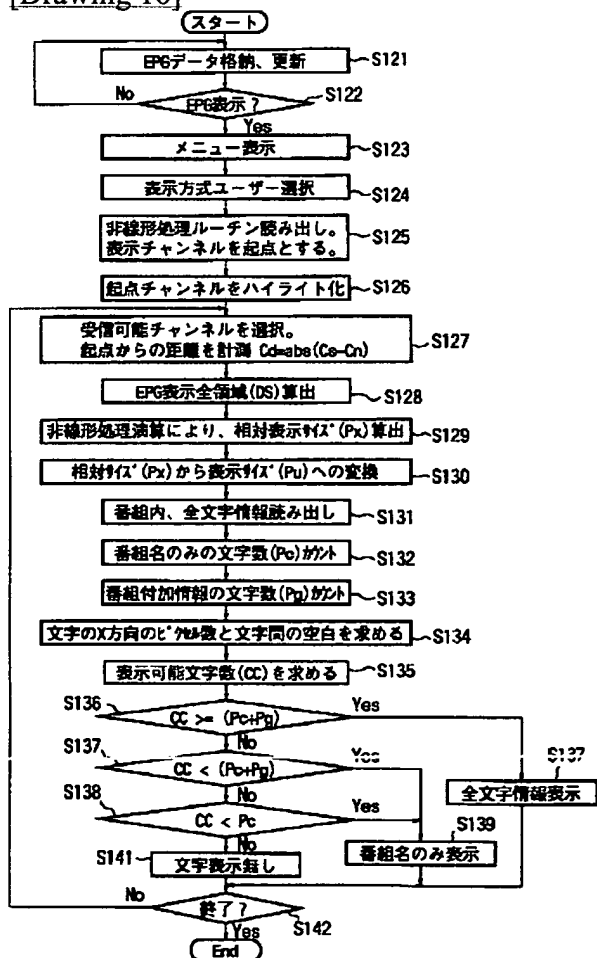 [Drawing 10]
スタート
EPGデータ格納、更新 S121
No EPG表示? S122
Yes
メニュー表示 S123
表示方式ユーザー選択 S124
非線形処理ルーチン読み出し。
表示チャンネルを起点とする。 S125
起点チャンネルをハイライト化 S126
受信可能チャンネルを選択。
起点からの距離を計測 Cd=abs(Cs-Cn) S127
EPG表示全領域(DS)算出 S128
非線形処理演算により、相対表示サイズ(Px)算出 S129
相対サイズ(Px)から表示サイズ(Pu)への変換 S130
番組内、全文字情報読み出し S131
番組名のみの文字数(Pc)カウント S132
番組付加情報の文字数(Pg)カウント S133
文字のX方向のピクセル数と文字間の空白を求める S134
表示可能文字数(CC)を求める S135
S136 CC >= (Pc+Pg) Yes
No
S137 CC < (Pc+Pg) Yes S137
No 全文字情報表示
S138 CC < Pc Yes S139
No 番組名のみ表示
S141 文字表示無し
No 終了? S142
Yes
End